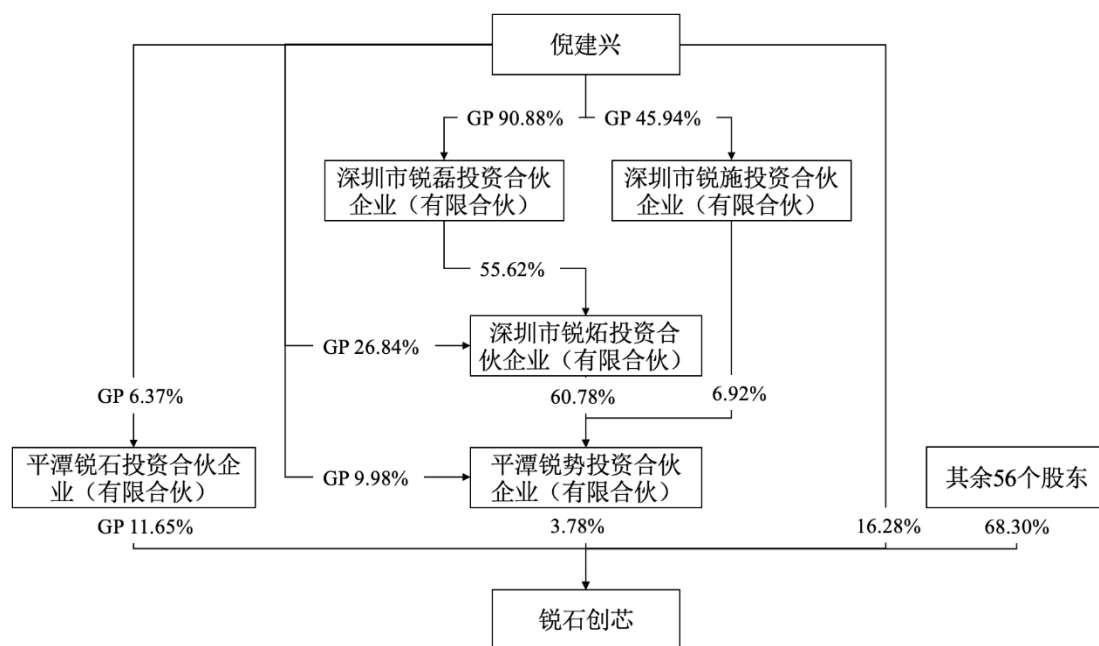 倪建兴
GP 90.88%
GP 45.94%
深圳市锐磊投资合伙
企业（有限合伙）
深圳市锐施投资合伙
企业（有限合伙）
55.62%
深圳市锐炻投资合
伙企业（有限合伙）
GP 26.84%
GP 6.37%
60.78%
6.92%
平潭锐石投资合伙企
业（有限合伙）
GP 9.98%
平潭锐势投资合伙
企业（有限合伙）
其余56个股东
GP 11.65%
3.78%
16.28%
68.30%
锐石创芯